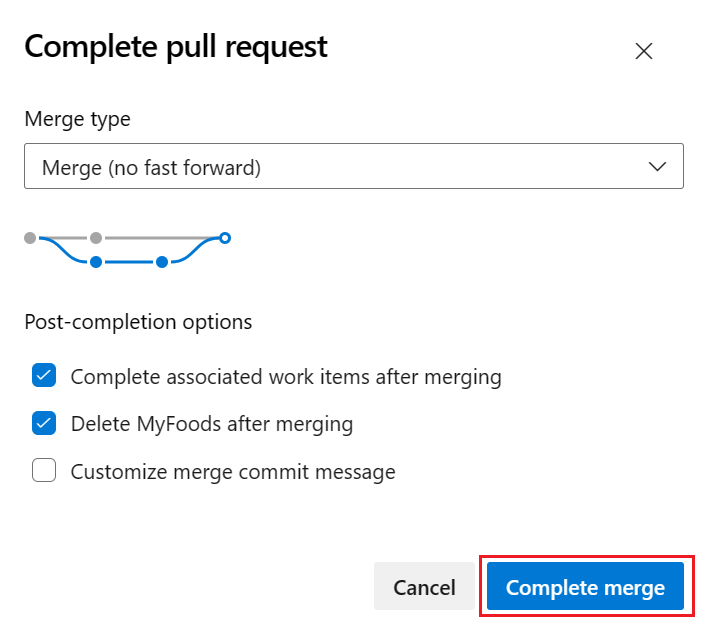 Complete pull request
Merge type
Merge (no fast forward)
Post-completion options
Complete associated work items after merging
Delete MyFoods after merging
Customize merge commit message
Cancel
Complete merge